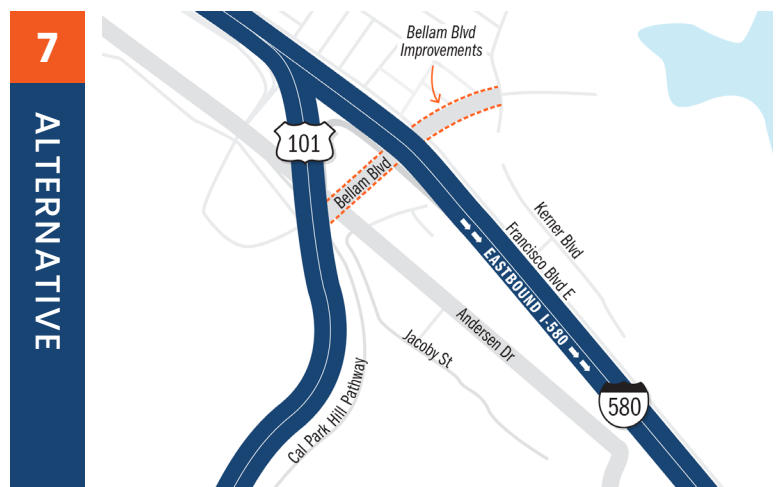 7
ALTERNATIVE
Bellam Blvd
Improvements
101
Bellam Blvd
Kerner Blvd
Francisco Blvd E
EASTBOUND I-580
Andersen Dr
Jacoby St
Cal Park Hill Pathway
580